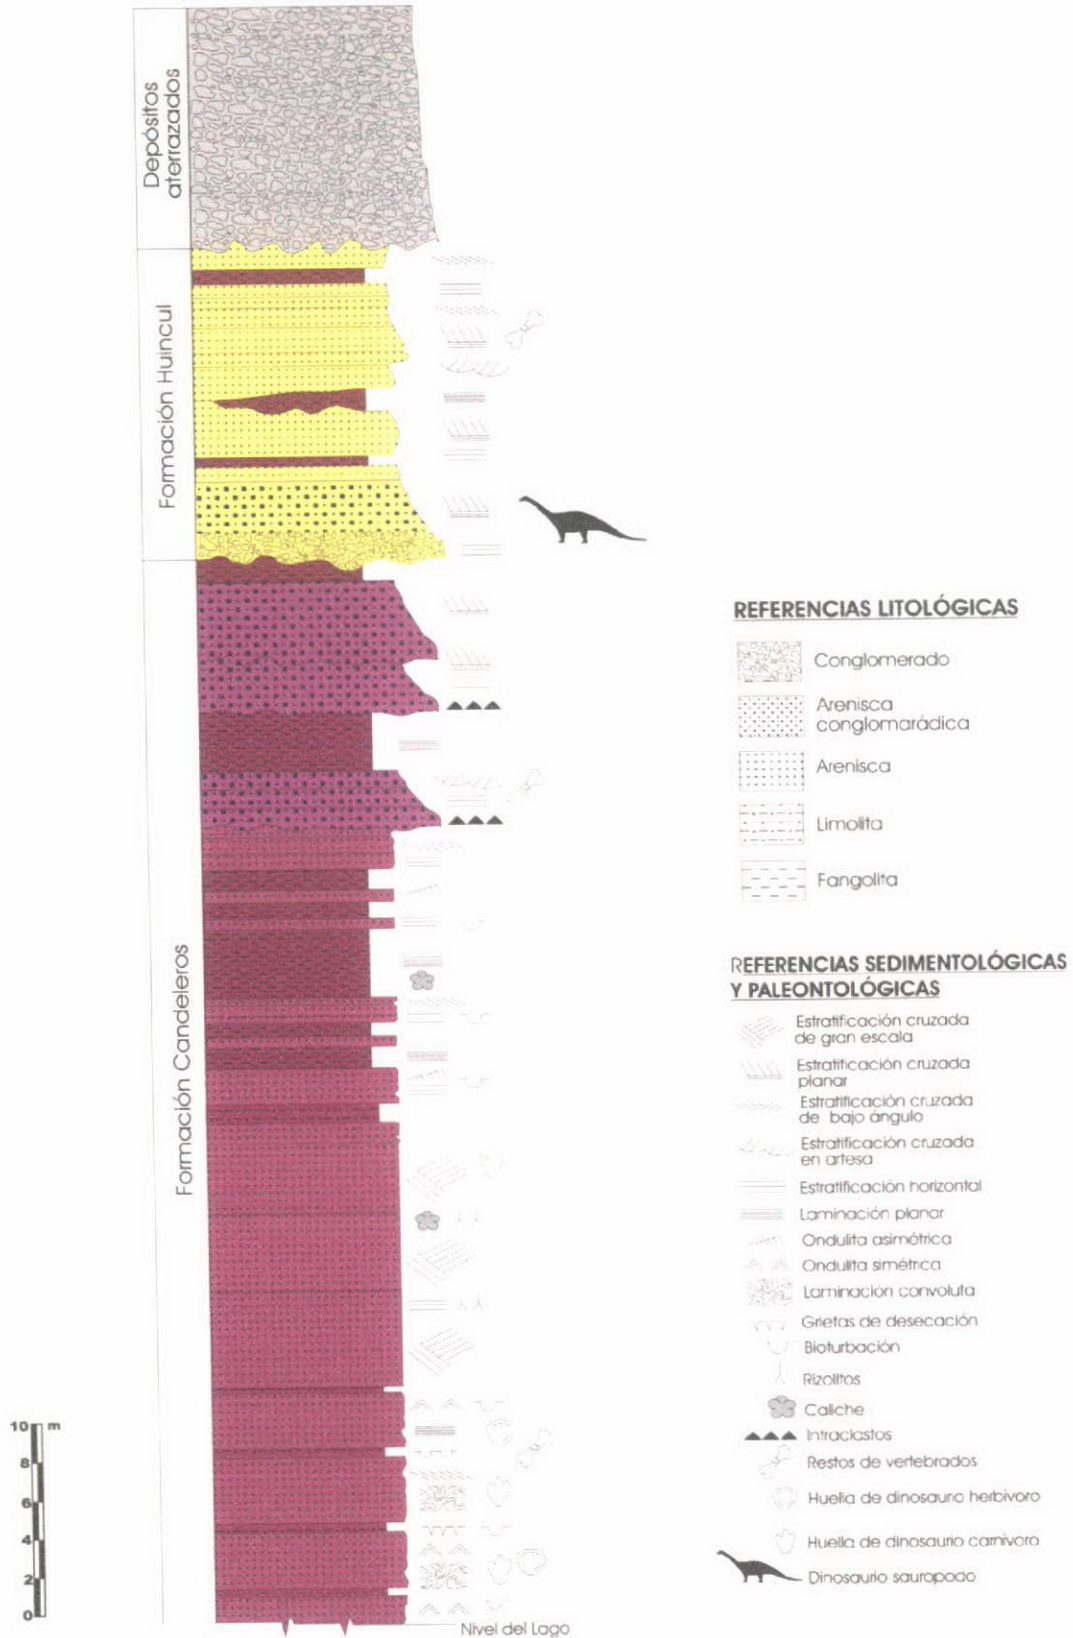 Depósitos
aterrazados
Formación Huincul
Formación Candeleros
10 m
8
6
4
2
0
Nivel del Lago
REFERENCIAS LITOLÓGICAS
Conglomerado
Arenisca
conglomarádica
Arenisca
Limolita
Fangolita
REFERENCIAS SEDIMENTOLÓGICAS
Y PALEONTOLÓGICAS
Estratificación cruzada
de gran escala
Estratificación cruzada
planar
Estratificación cruzada
de bajo ángulo
Estratificación cruzada
en artesa
Estratificación horizontal
Laminación planar
Ondulita asimétrica
Ondulita simétrica
Laminación convoluta
Grietas de desecación
Bioturbación
Rizolitos
Caliche
Intraclastos
Restos de vertebrados
Huella de dinosaurio herbívoro
Huella de dinosaurio carnívoro
Dinosaurio sauropodo